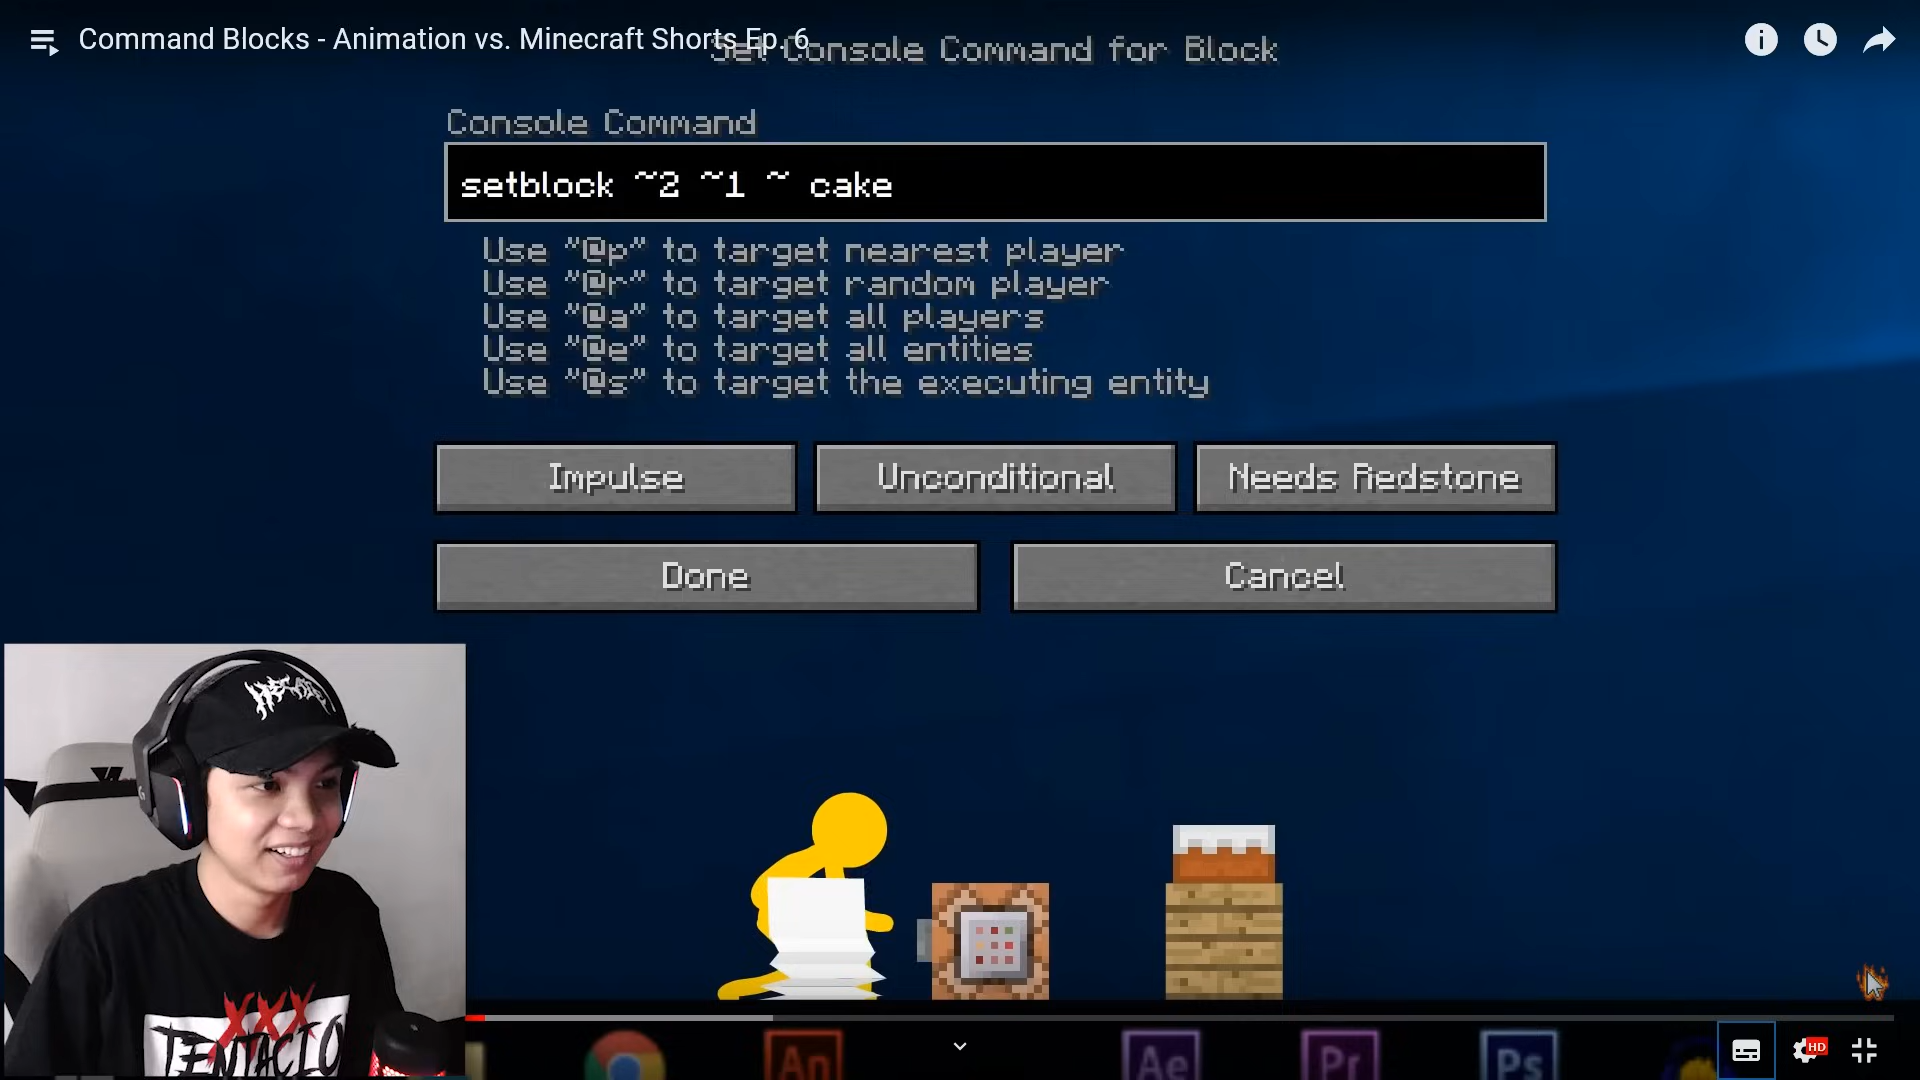 Command Blocks - Animation vs. Minecraft Shorts Ep. 6
Set Console Command for Block
Console Command
setblock ~2 ~1 ~ cake
Use "@p" to target nearest player
Use "@r" to target random player
Use "@a" to target all players
Use "@e" to target all entities
Use "@s" to target the executing entity
Impulse
Unconditional
Needs Redstone
Done
Cancel
XXX
TENTACIO
An
Ae
Pr
Ps
HD